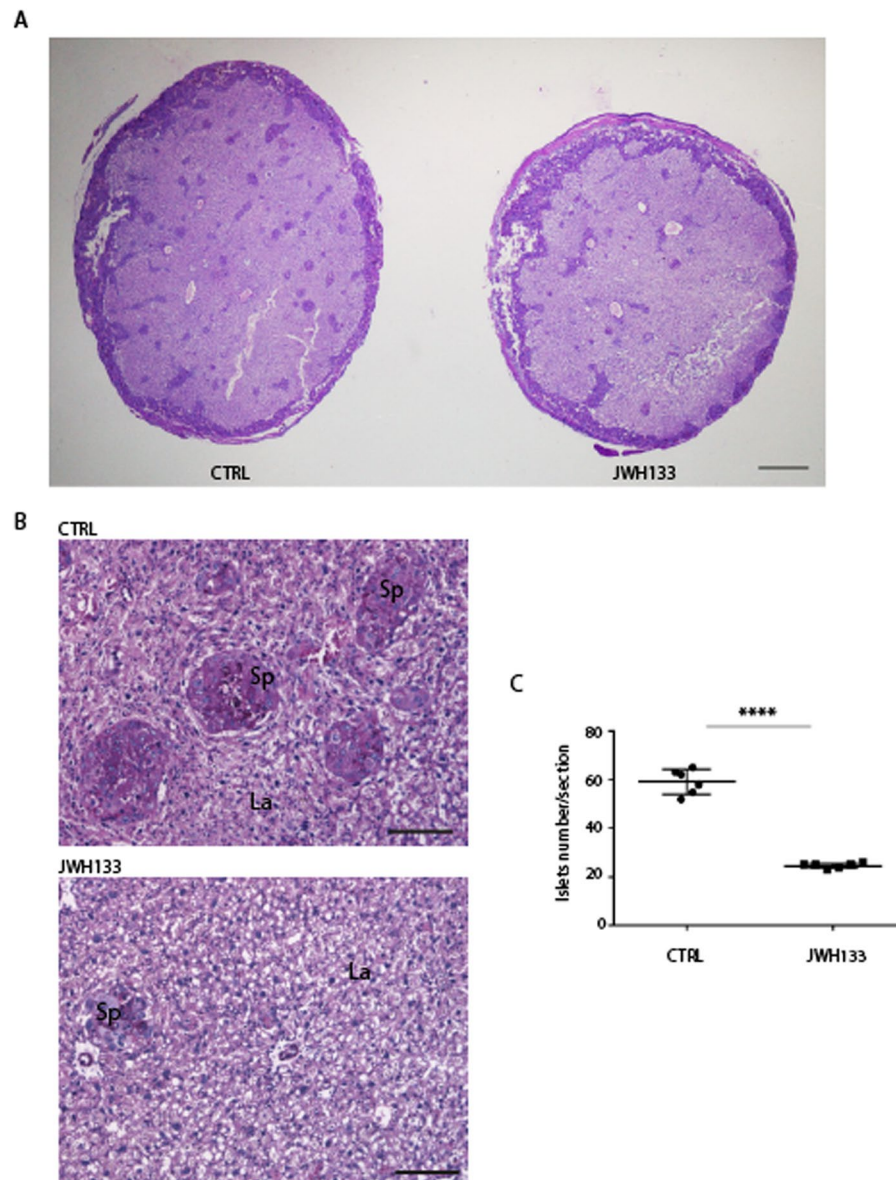 A
CTRL JWH133
B
CTRL
Sp
Sp
La
JWH133
La
Sp
C
****
Islets number/section
80
60
40
20
0
CTRL JWH133